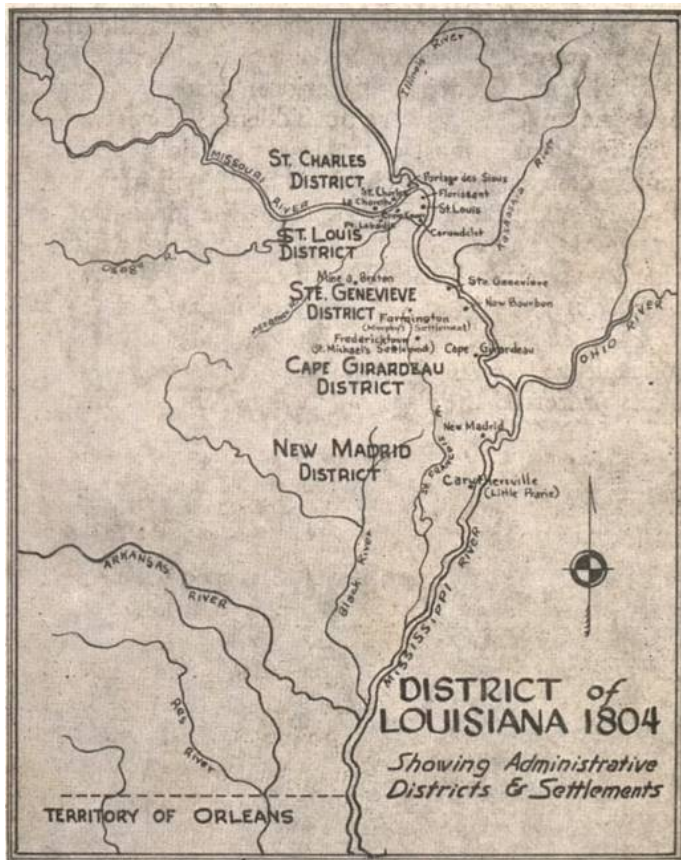 Illinois River
MISSOURI
RIVER
ST. CHARLES
DISTRICT
Portage des Sioux
St. Charles
Florissant
La Charette
St. Louis
Carondelet
Kaskaskia River
ST. LOUIS
DISTRICT
Osage R.
Mine a Breton
Ste. Genevieve
STE. GENEVIEVE
DISTRICT
New Bourbon
Farmington
(Murphy's Settlement)
Fredericktown
(St. Michael's Settlement)
Cape Girardeau
OHIO RIVER
CAPE GIRARDEAU
DISTRICT
New Madrid
NEW MADRID
DISTRICT
ST. FRANCIS R.
Caruthersville
(Little Prairie)
ARKANSAS
RIVER
Black River
MISSISSIPPI RIVER
Red
River
DISTRICT of
LOUISIANA 1804
Showing Administrative
Districts & Settlements
TERRITORY OF ORLEANS